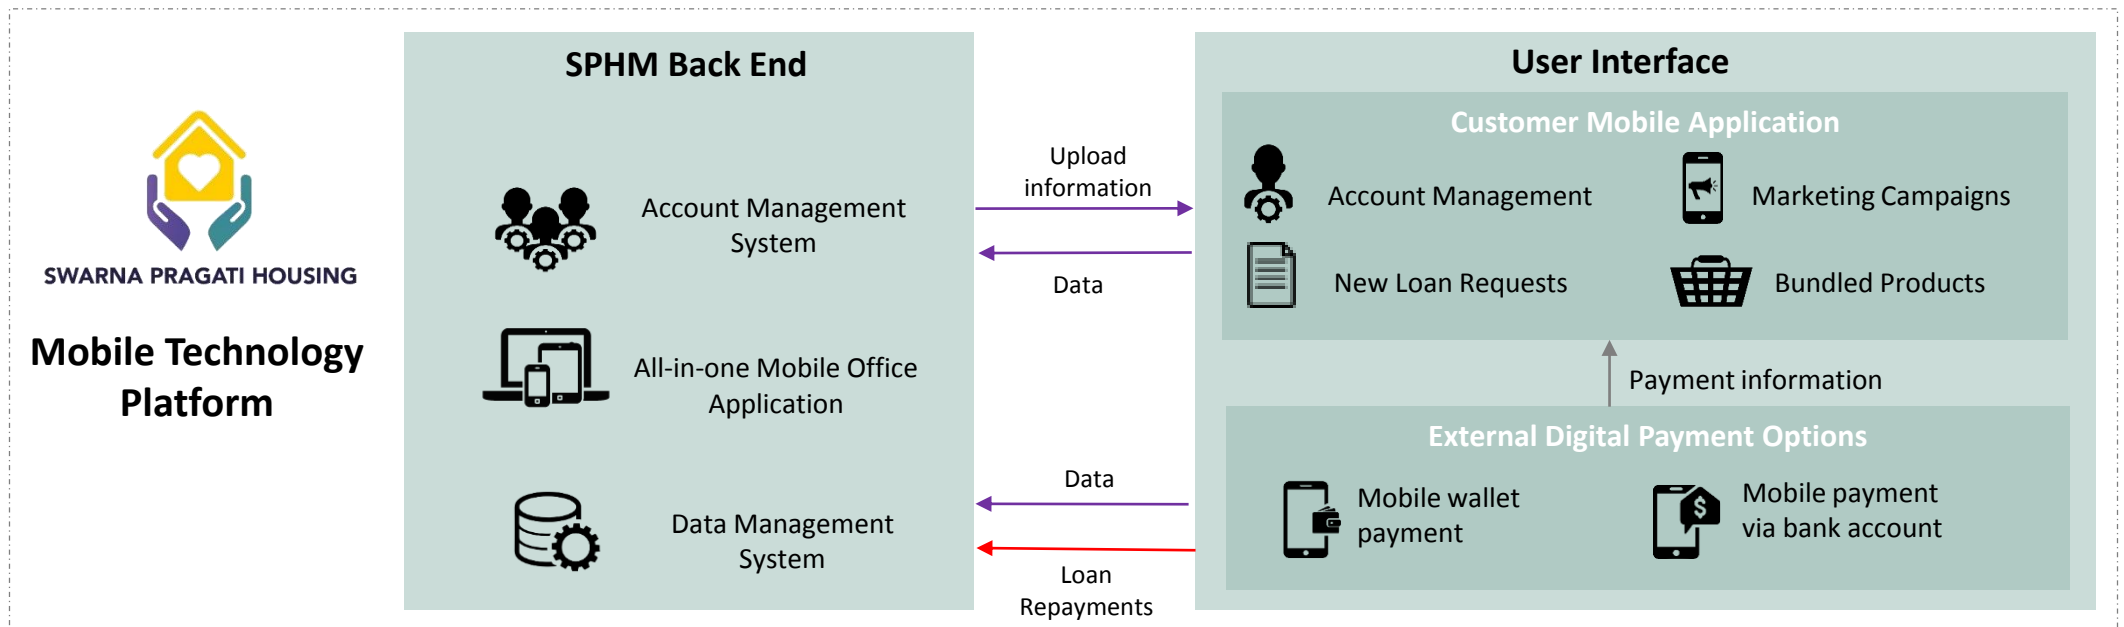 SWARNA PRAGATI HOUSING
Mobile Technology
Platform
SPHM Back End
Account Management
System
All-in-one Mobile Office
Application
Data Management
System
Upload
information
Data
Data
Loan
Repayments
User Interface
Customer Mobile Application
Account Management
Marketing Campaigns
New Loan Requests
Bundled Products
Payment information
External Digital Payment Options
Mobile wallet
payment
$
Mobile payment
via bank account